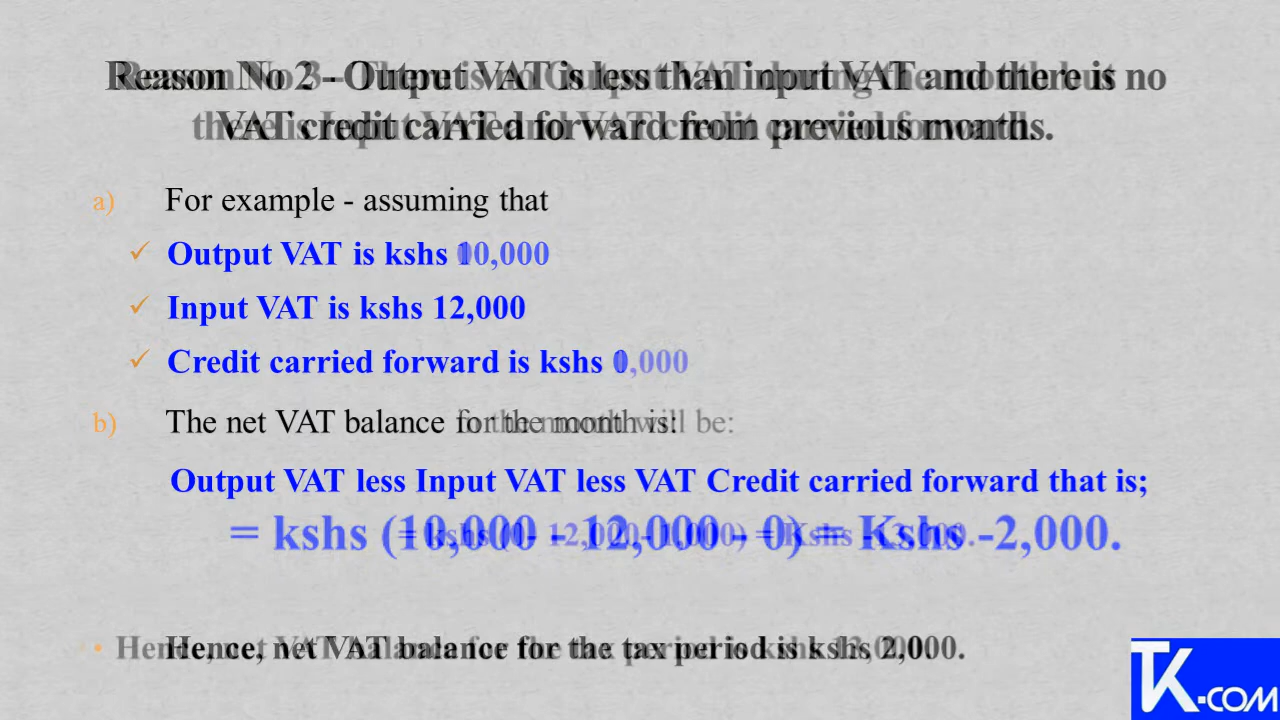 Reason No 2 - Output VAT is less than input VAT and there is no
VAT credit carried forward from previous months.
a) For example - assuming that
✓ Output VAT is kshs 10,000
✓ Input VAT is kshs 12,000
✓ Credit carried forward is kshs 0
b) The net VAT balance for the month is:
Output VAT less Input VAT less VAT Credit carried forward that is;
= kshs (10,000 - 12,000 - 0) = Kshs -2,000.
Hence, net VAT balance for the tax period is kshs 2,000.
TK.COM